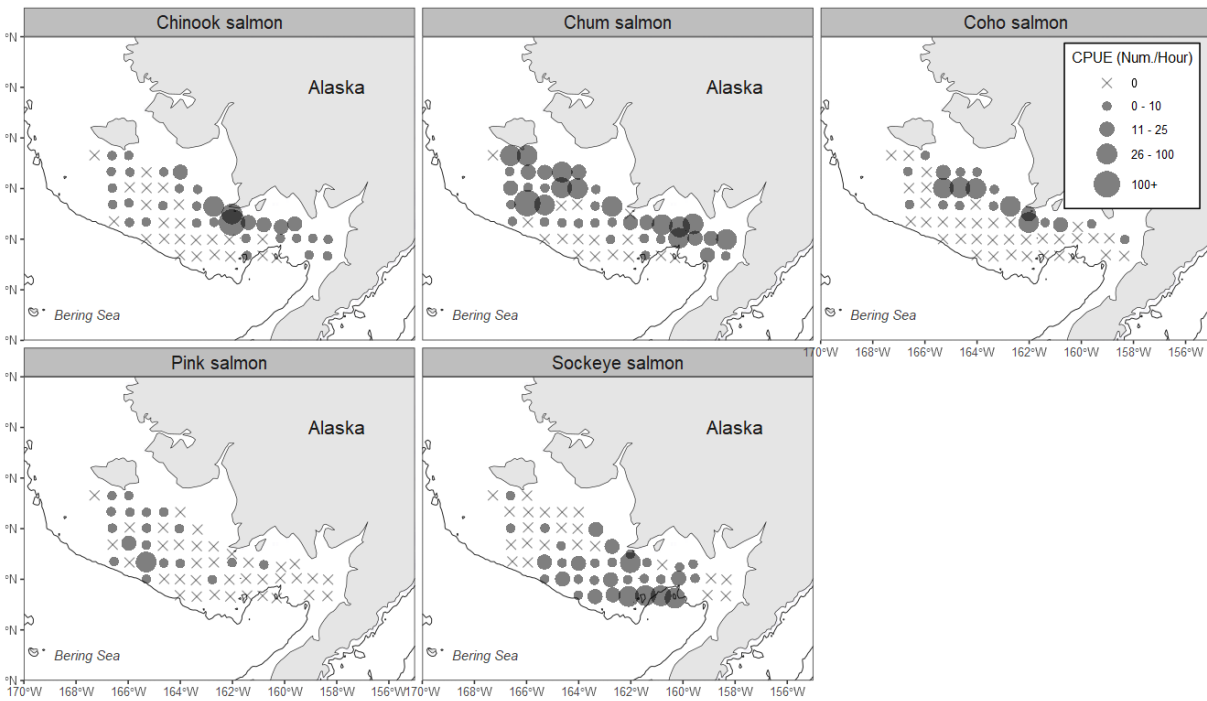 Chinook salmon
Chum salmon
Coho salmon
°N
°N
°N
°N
°N
°N
°N
Alaska
Alaska
CPUE (Num./Hour)
0
0 - 10
11 - 25
26 - 100
100+
Bering Sea
Bering Sea
Bering Sea
170°W 168°W 166°W 164°W 162°W 160°W 158°W 156°W
Pink salmon
Sockeye salmon
°N
°N
°N
°N
°N
°N
°N
Alaska
Alaska
Bering Sea
Bering Sea
170°W 168°W 166°W 164°W 162°W 160°W 158°W 156°W 170°W 168°W 166°W 164°W 162°W 160°W 158°W 156°W